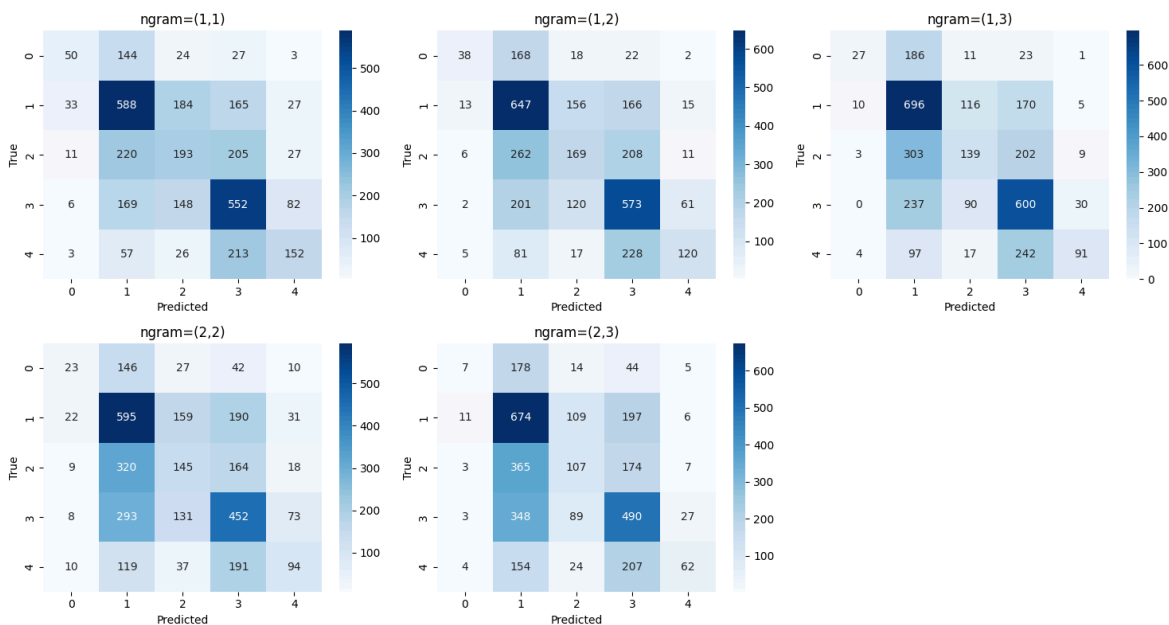 ngram=(1,1)
0 50 144 24 27 3
1 33 588 184 165 27
2 11 220 193 205 27
3 6 169 148 552 82
4 3 57 26 213 152
0 1 2 3 4
Predicted
True
500
400
300
200
100
ngram=(1,2)
0 38 168 18 22 2
1 13 647 156 166 15
2 6 262 169 208 11
3 2 201 120 573 61
4 5 81 17 228 120
0 1 2 3 4
Predicted
True
600
500
400
300
200
100
ngram=(1,3)
0 27 186 11 23 1
1 10 696 116 170 5
2 3 303 139 202 9
3 0 237 90 600 30
4 4 97 17 242 91
0 1 2 3 4
Predicted
True
600
500
400
300
200
100
0
ngram=(2,2)
0 23 146 27 42 10
1 22 595 159 190 31
2 9 320 145 164 18
3 8 293 131 452 73
4 10 119 37 191 94
0 1 2 3 4
Predicted
True
500
400
300
200
100
ngram=(2,3)
0 7 178 14 44 5
1 11 674 109 197 6
2 3 365 107 174 7
3 3 348 89 490 27
4 4 154 24 207 62
0 1 2 3 4
Predicted
True
600
500
400
300
200
100